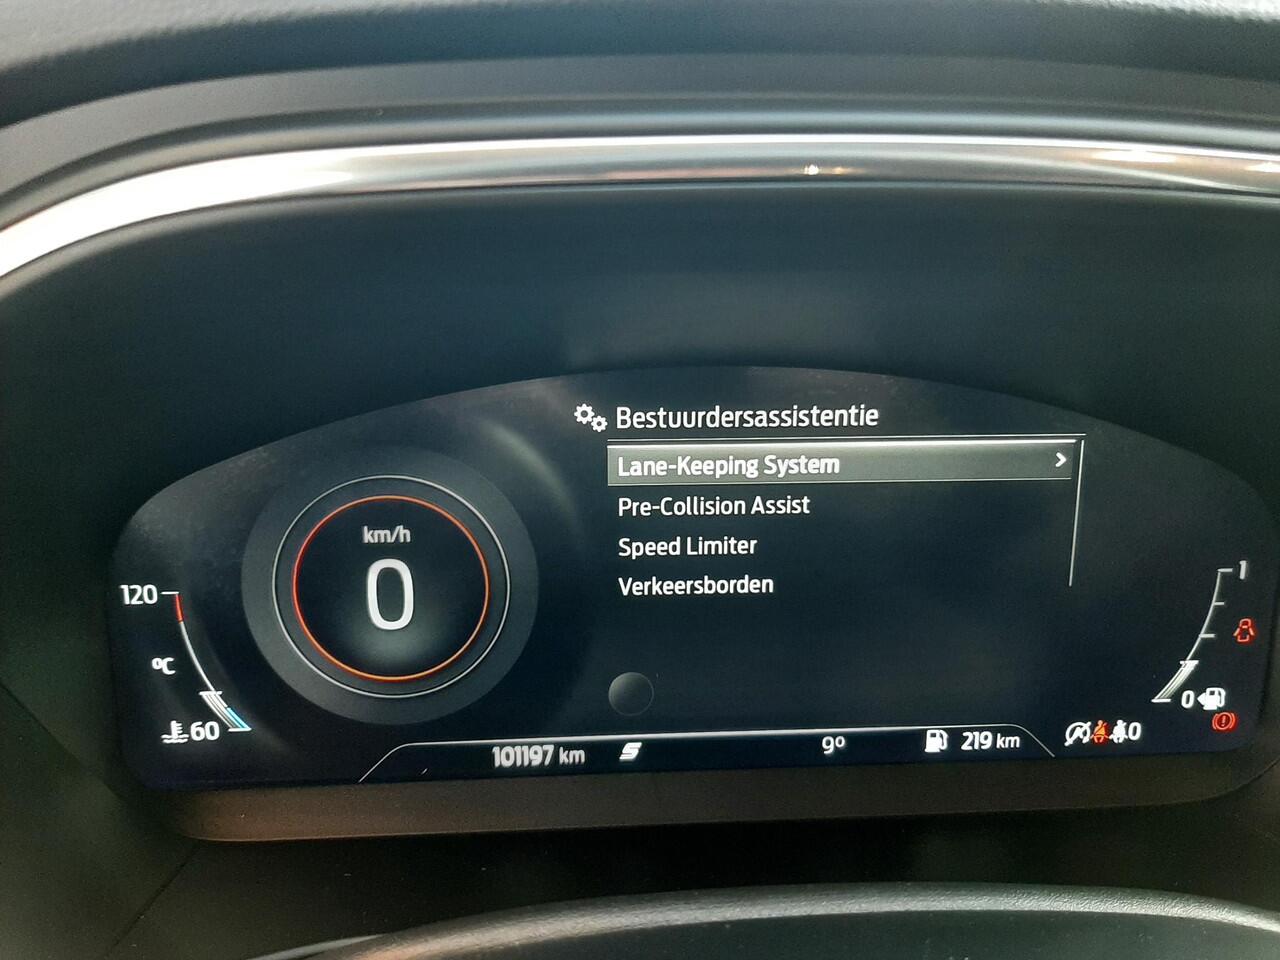 Bestuurdersassistentie
Lane-Keeping System
Pre-Collision Assist
Speed Limiter
Verkeersborden
km/h
0
120
°C
60
1
0
101197 km
S
9°
219 km
0